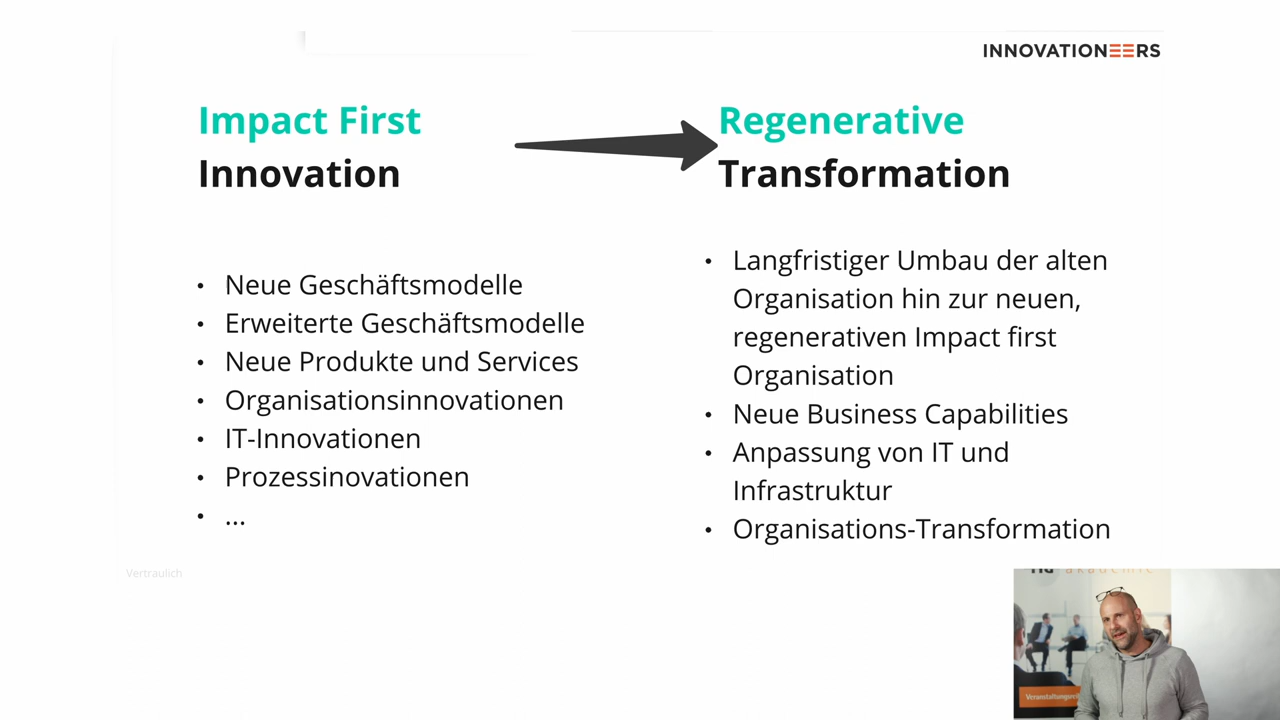 INNOVATIONEERS
Impact First
Innovation
• Neue Geschäftsmodelle
• Erweiterte Geschäftsmodelle
• Neue Produkte und Services
• Organisationsinnovationen
• IT-Innovationen
• Prozessinovationen
• ...
Regenerative
Transformation
• Langfristiger Umbau der alten
Organisation hin zur neuen,
regenerativen Impact first
Organisation
• Neue Business Capabilities
• Anpassung von IT und
Infrastruktur
• Organisations-Transformation
Vertraulich
akademie